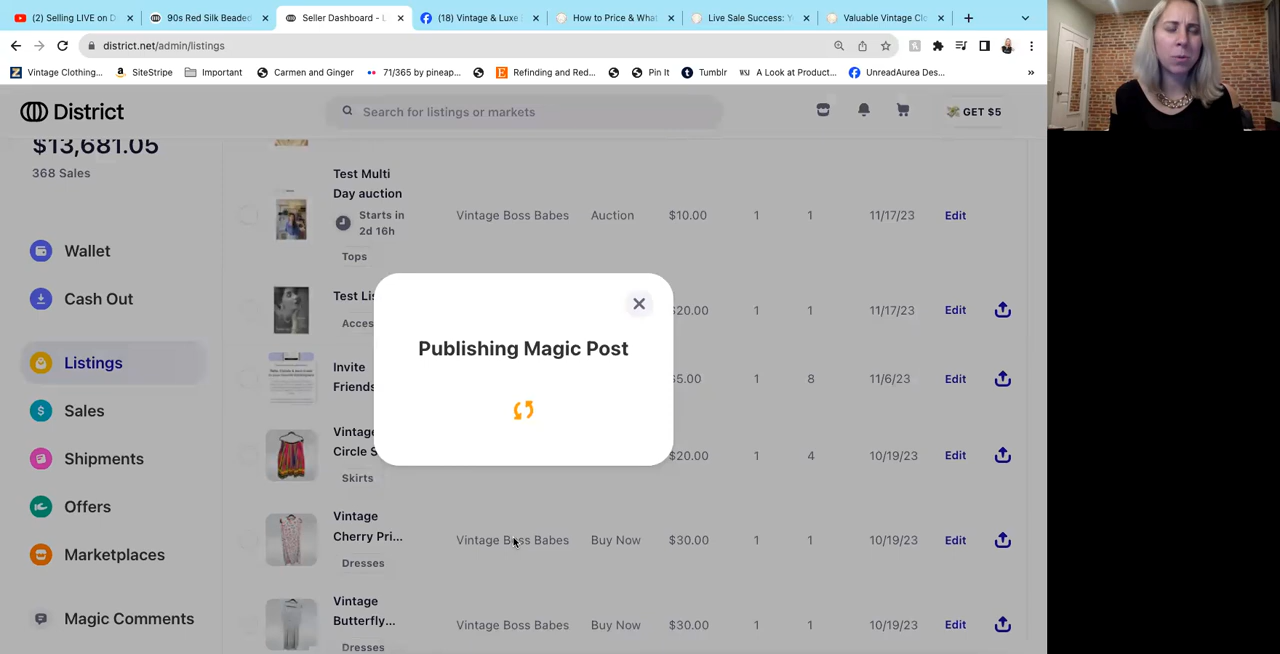 (2) Selling LIVE on D
90s Red Silk Beaded
Seller Dashboard - L
(18) Vintage & Luxe
How to Price & Wha
Live Sale Success: Y
Valuable Vintage Clo
district.net/admin/listings
Vintage Clothing...
SiteStripe
Important
Carmen and Ginger
71/365 by pineap...
Refinding and Red...
Pin It
Tumblr
A Look at Product...
UnreadAurea Des...
»
District
Search for listings or markets
GET $5
$13,681.05
368 Sales
Wallet
Cash Out
Listings
Sales
Shipments
Offers
Marketplaces
Magic Comments
Test Multi
Day auction
Starts in
2d 16h
Tops
Vintage Boss Babes
Auction
$10.00
1
1
11/17/23
Edit
Test Lis
Acces
$20.00
1
1
11/17/23
Edit
Invite
Friends
$5.00
1
8
11/6/23
Edit
Vintage
Circle S
Skirts
$20.00
1
4
10/19/23
Edit
Vintage
Cherry Pri...
Dresses
Vintage Boss Babes
Buy Now
$30.00
1
1
10/19/23
Edit
Vintage
Butterfly...
Dresses
Vintage Boss Babes
Buy Now
$30.00
1
1
10/19/23
Edit
Publishing Magic Post